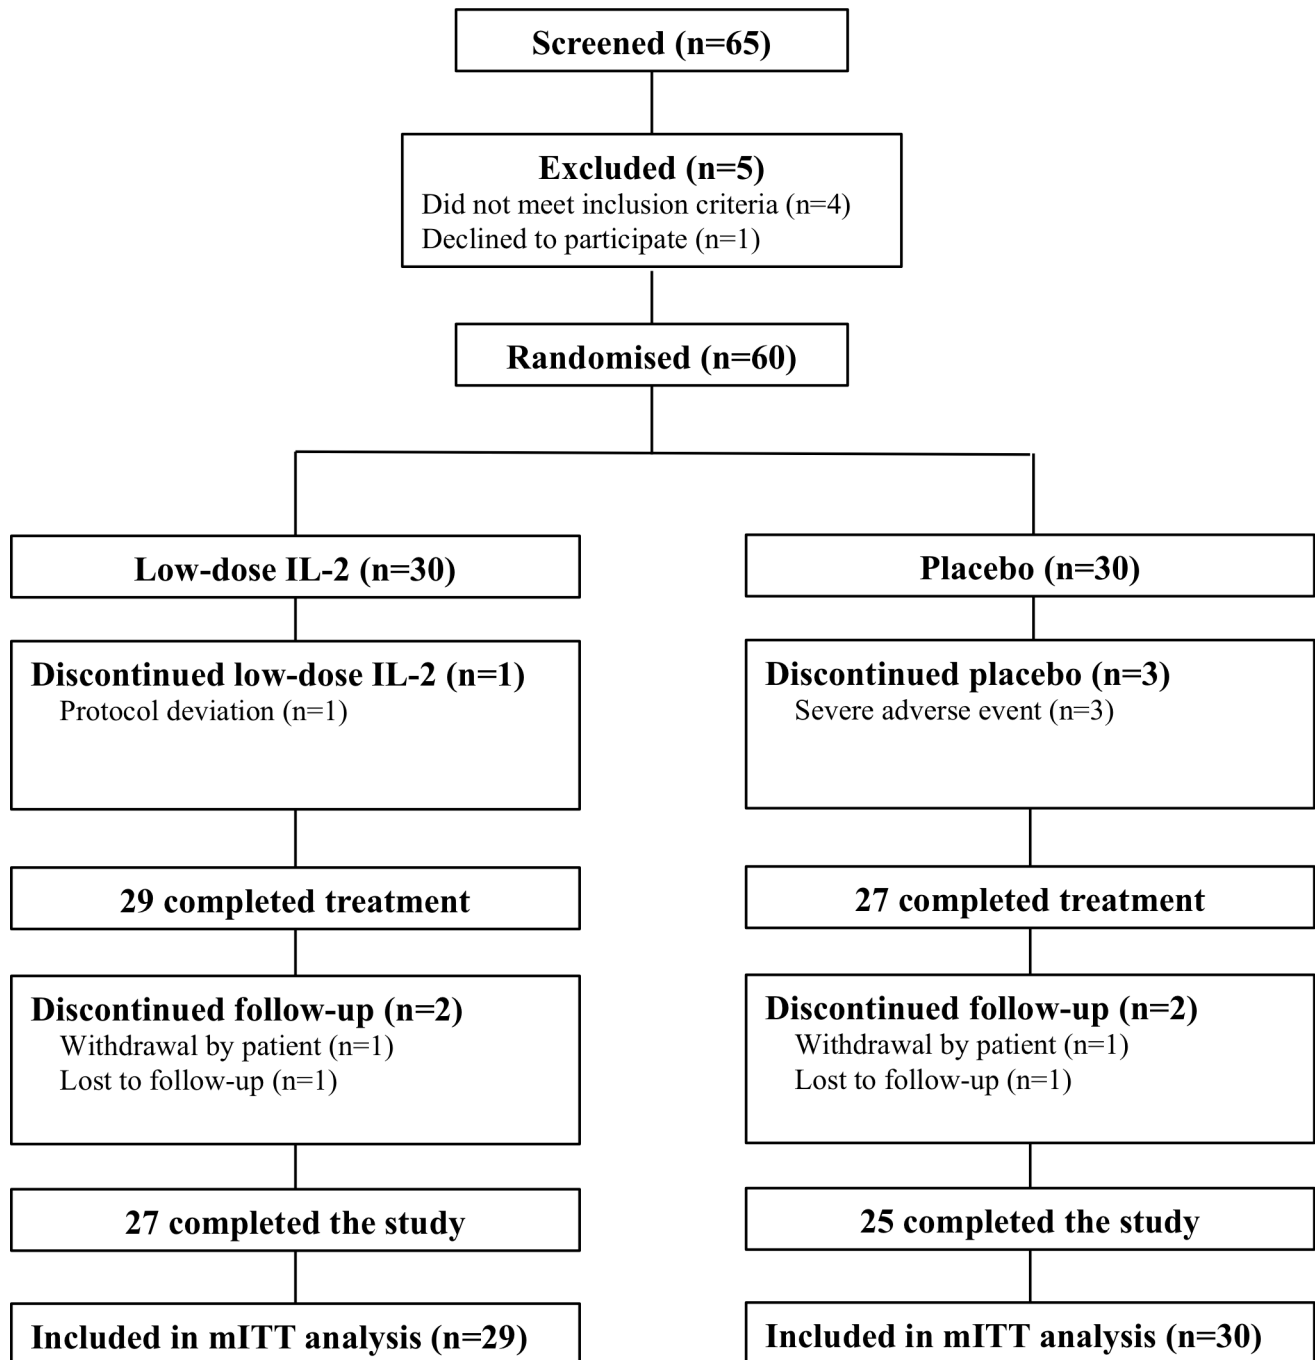 Screened (n=65)
Excluded (n=5)
Did not meet inclusion criteria (n=4)
Declined to participate (n=1)
Randomised (n=60)
Low-dose IL-2 (n=30)
Discontinued low-dose IL-2 (n=1)
Protocol deviation (n=1)
29 completed treatment
Discontinued follow-up (n=2)
Withdrawal by patient (n=1)
Lost to follow-up (n=1)
27 completed the study
Included in mITT analysis (n=29)
Placebo (n=30)
Discontinued placebo (n=3)
Severe adverse event (n=3)
27 completed treatment
Discontinued follow-up (n=2)
Withdrawal by patient (n=1)
Lost to follow-up (n=1)
25 completed the study
Included in mITT analysis (n=30)